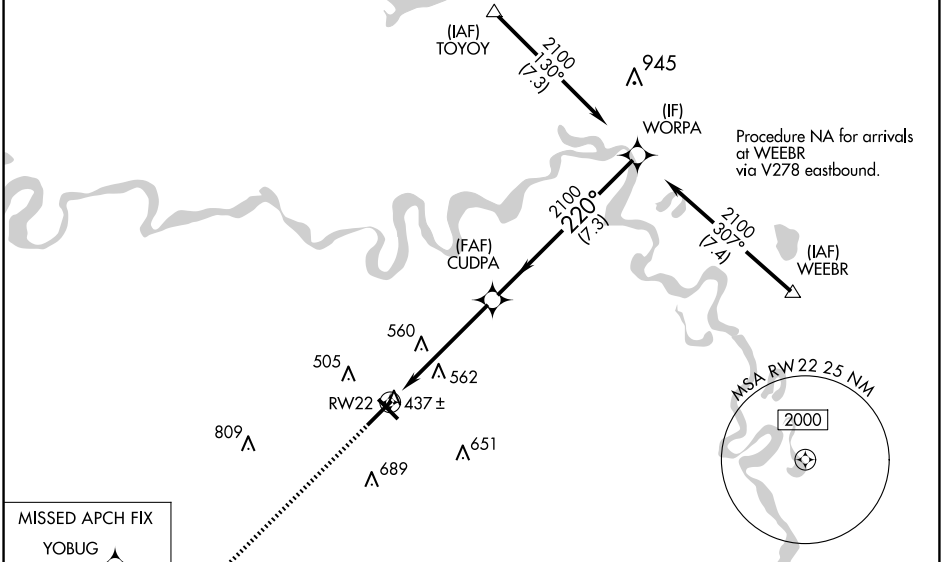 (IAF)
TOYOY
2100
130°
(7.3)
945
(IF)
WORPA
Procedure NA for arrivals
at WEEBR
via V278 eastbound.
2100
220°
(7.3)
2100
307°
(7.4)
(IAF)
WEEBR
(FAF)
CUDPA
560
505
562
RW22
437 ±
809
651
689
MSA RW22 25 NM
2000
MISSED APCH FIX
YOBUG